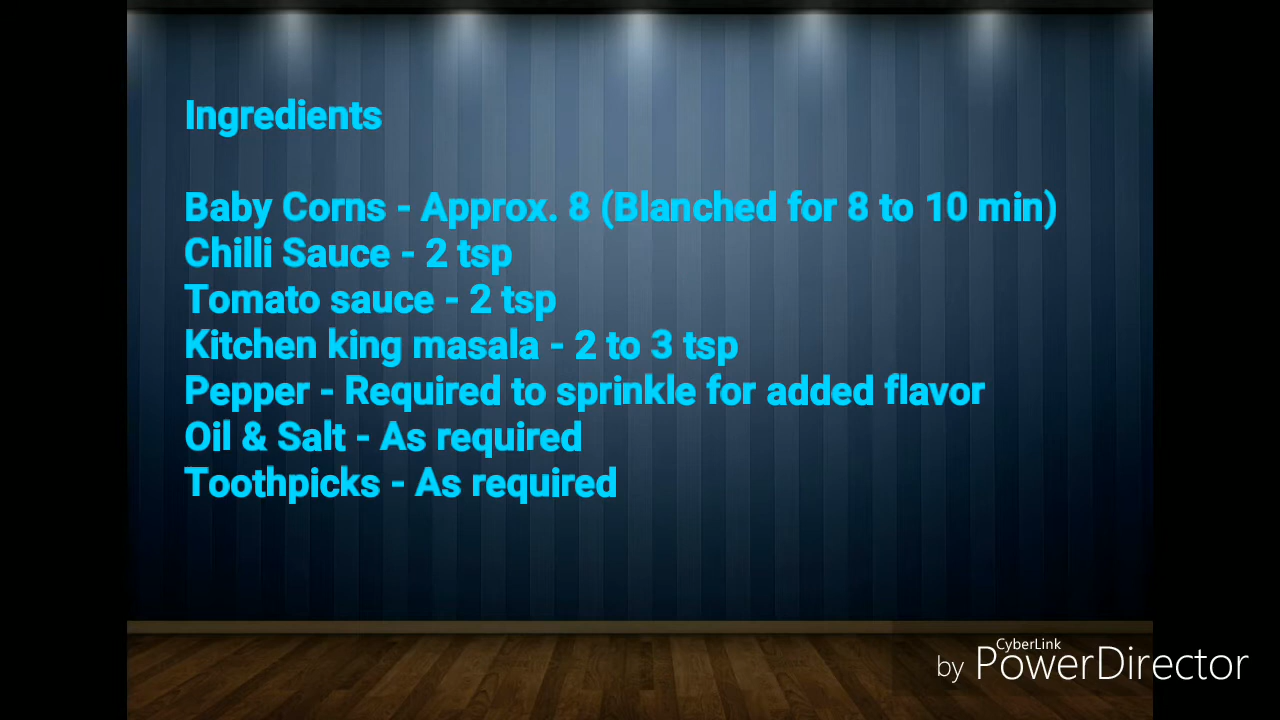 Ingredients
Baby Corns - Approx. 8 (Blanched for 8 to 10 min)
Chilli Sauce - 2 tsp
Tomato sauce - 2 tsp
Kitchen king masala - 2 to 3 tsp
Pepper - Required to sprinkle for added flavor
Oil & Salt - As required
Toothpicks - As required
CyberLink
by PowerDirector